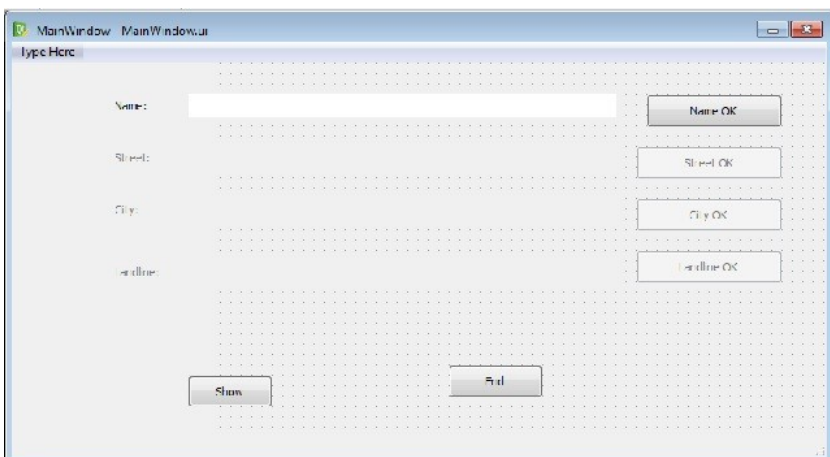 MainWindow - MainWindow.ui
Type Here
Name:
Name OK
Street:
Street OK
City:
City OK
Landline:
Landline OK
Show
End